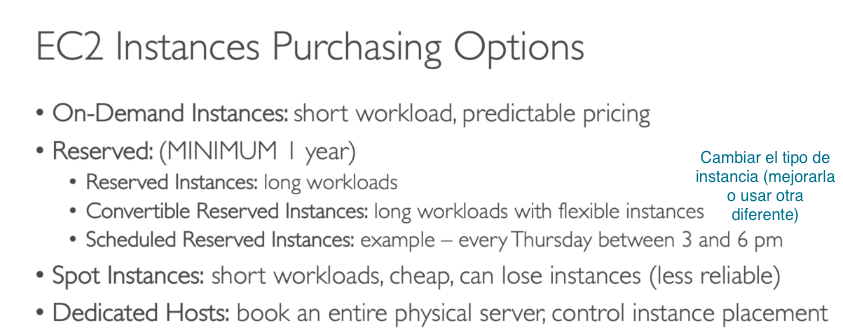 EC2 Instances Purchasing Options
• On-Demand Instances: short workload, predictable pricing
• Reserved: (MINIMUM 1 year)
• Reserved Instances: long workloads
• Convertible Reserved Instances: long workloads with flexible instances
• Scheduled Reserved Instances: example – every Thursday between 3 and 6 pm
Cambiar el tipo de
instancia (mejorarla
o usar otra
diferente)
• Spot Instances: short workloads, cheap, can lose instances (less reliable)
• Dedicated Hosts: book an entire physical server, control instance placement